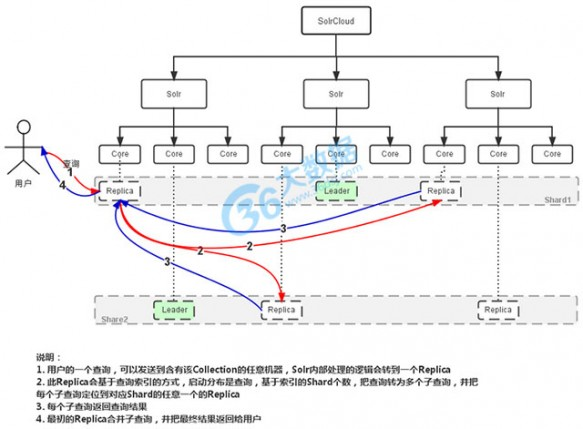 SolrCloud
Solr
Solr
Solr
Core
Core
Core
Core
Core
Core
Core
Core
Core
用户
查询
1
4
Replica
Leader
Replica
Shard1
36大数据
3
2
2
3
Share2
Leader
Replica
Replica
说明：
1. 用户的一个查询，可以发送到含有该Collection的任意机器，Solr内部处理的逻辑会转到一个Replica
2. 此Replica会基于查询索引的方式，启动分布是查询，基于索引的Shard个数，把查询转为多个子查询，并把
每个子查询定位到对应Shard的任意一个的Replica
3. 每个子查询返回查询结果
4. 最初的Replica合并子查询，并把最终结果返回给用户